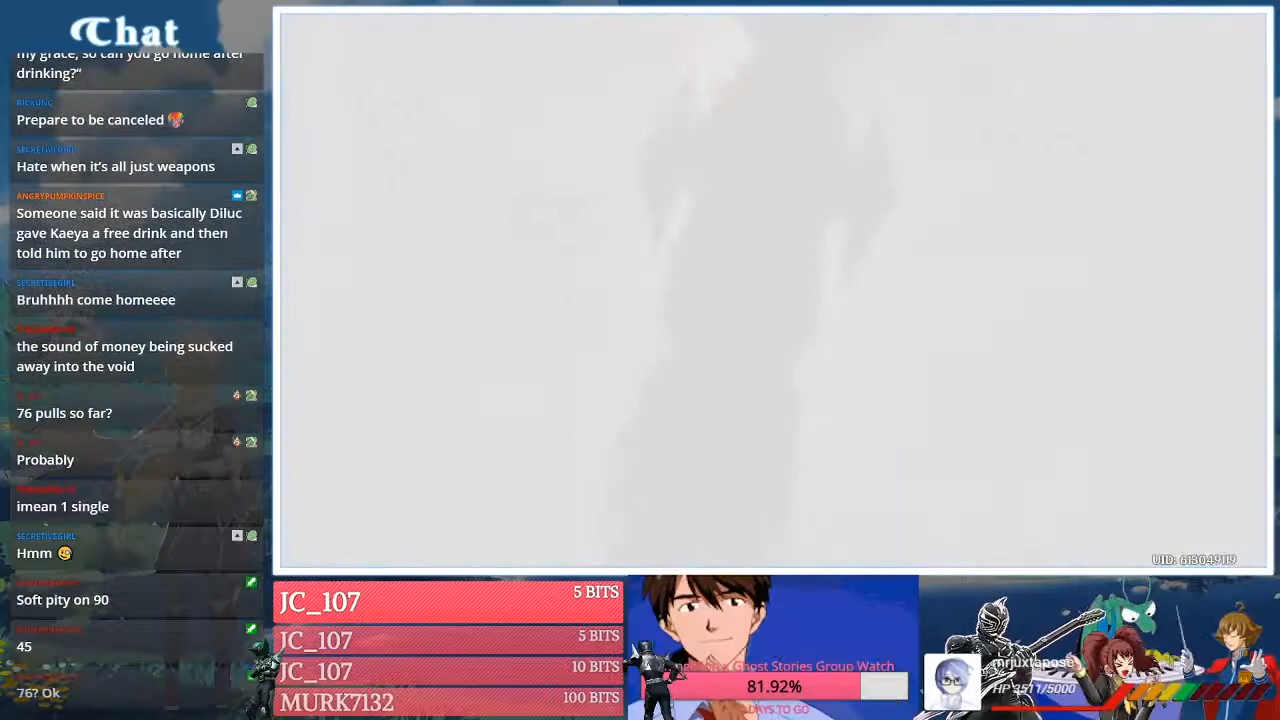 Chat
my grace, so can you go home after
drinking?“
RICKUNG
Prepare to be canceled
SECRETIVEGIRL
Hate when it’s all just weapons
ANGRYPUMPKINSPICE
Someone said it was basically Diluc
gave Kaeya a free drink and then
told him to go home after
SECRETIVEGIRL
Bruhhhh come homeeee
the sound of money being sucked
away into the void
76 pulls so far?
Probably
imean 1 single
SECRETIVEGIRL
Hmm
Soft pity on 90
45
76? Ok
UID: 613049119
JC_107 5 BITS
JC_107 5 BITS
JC_107 10 BITS
MURK7132 100 BITS
Ghost Stories Group Watch
81.92%
DAYS TO GO
mrjuxtapose
HP 3511/5000